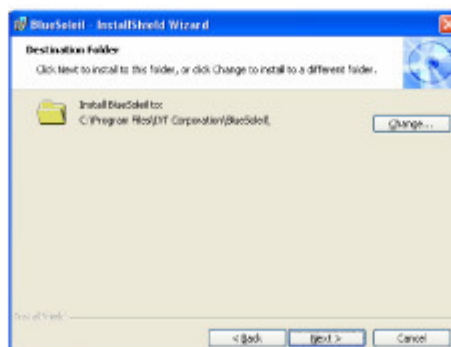 BlueSoleil - InstallShield Wizard
Destination Folder
Click Next to install to this folder, or click Change to install to a different folder.
Install BlueSoleil to:
C:\Program Files\IVT Corporation\BlueSoleil\
Change...
InstallShield
< Back
Next >
Cancel